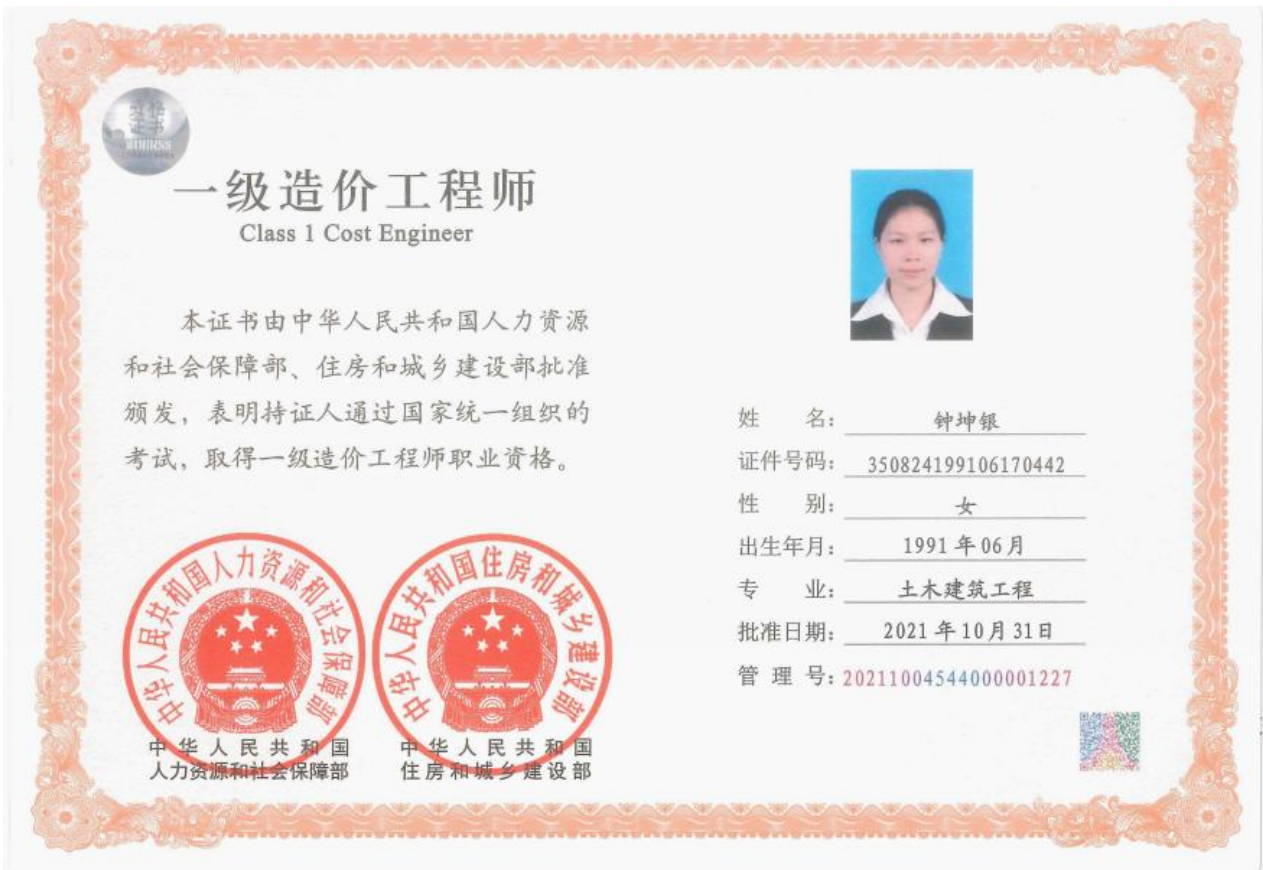 资格
证书
一级造价工程师
Class 1 Cost Engineer
本证书由中华人民共和国人力资源
和社会保障部、住房和城乡建设部批准
颁发，表明持证人通过国家统一组织的
考试，取得一级造价工程师职业资格。
姓 名： 钟坤银
证件号码： 350824199106170442
性 别： 女
出生年月： 1991年06月
专 业： 土木建筑工程
批准日期： 2021年10月31日
管 理 号：20211004544000001227
中华人民共和国人力资源和社会保障部
中华人民共和国住房和城乡建设部
中华人民共和国
人力资源和社会保障部
中华人民共和国
住房和城乡建设部